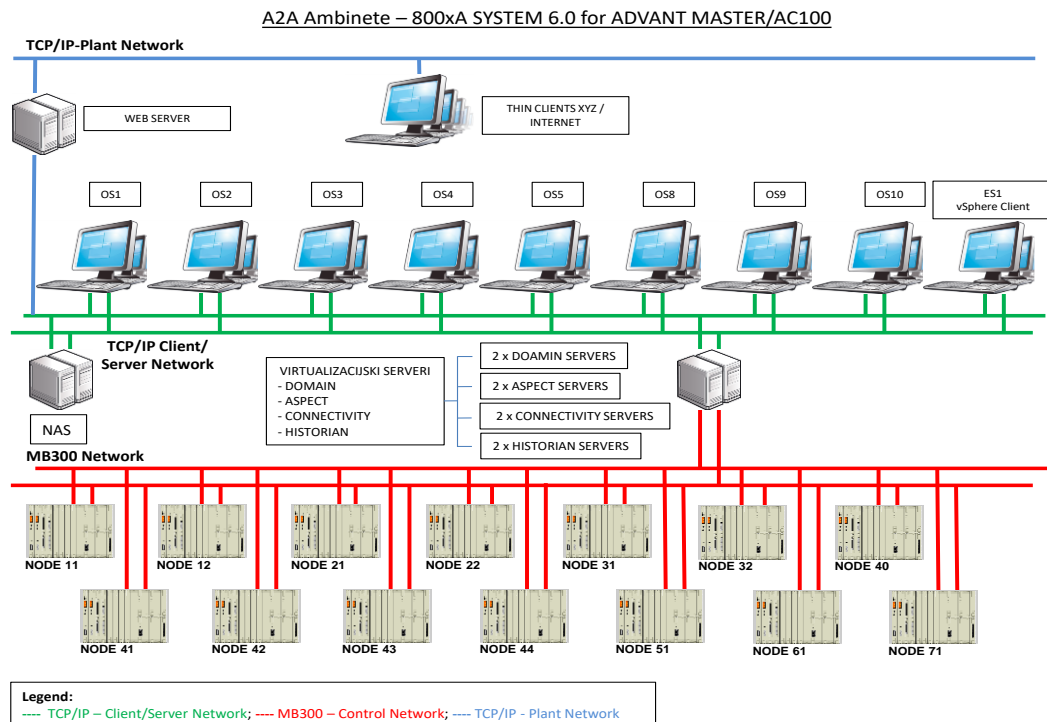 A2A Ambinete – 800xA SYSTEM 6.0 for ADVANT MASTER/AC100
TCP/IP-Plant Network
WEB SERVER
THIN CLIENTS XYZ /
INTERNET
OS1
OS2
OS3
OS4
OS5
OS8
OS9
OS10
ES1
vSphere Client
TCP/IP Client/
Server Network
NAS
VIRTUALIZACIJSKI SERVERI
- DOMAIN
- ASPECT
- CONNECTIVITY
- HISTORIAN
2 x DOAMIN SERVERS
2 x ASPECT SERVERS
2 x CONNECTIVITY SERVERS
2 x HISTORIAN SERVERS
MB300 Network
NODE 11
NODE 12
NODE 21
NODE 22
NODE 31
NODE 32
NODE 40
NODE 41
NODE 42
NODE 43
NODE 44
NODE 51
NODE 61
NODE 71
Legend:
---- TCP/IP – Client/Server Network; ---- MB300 – Control Network; ---- TCP/IP - Plant Network